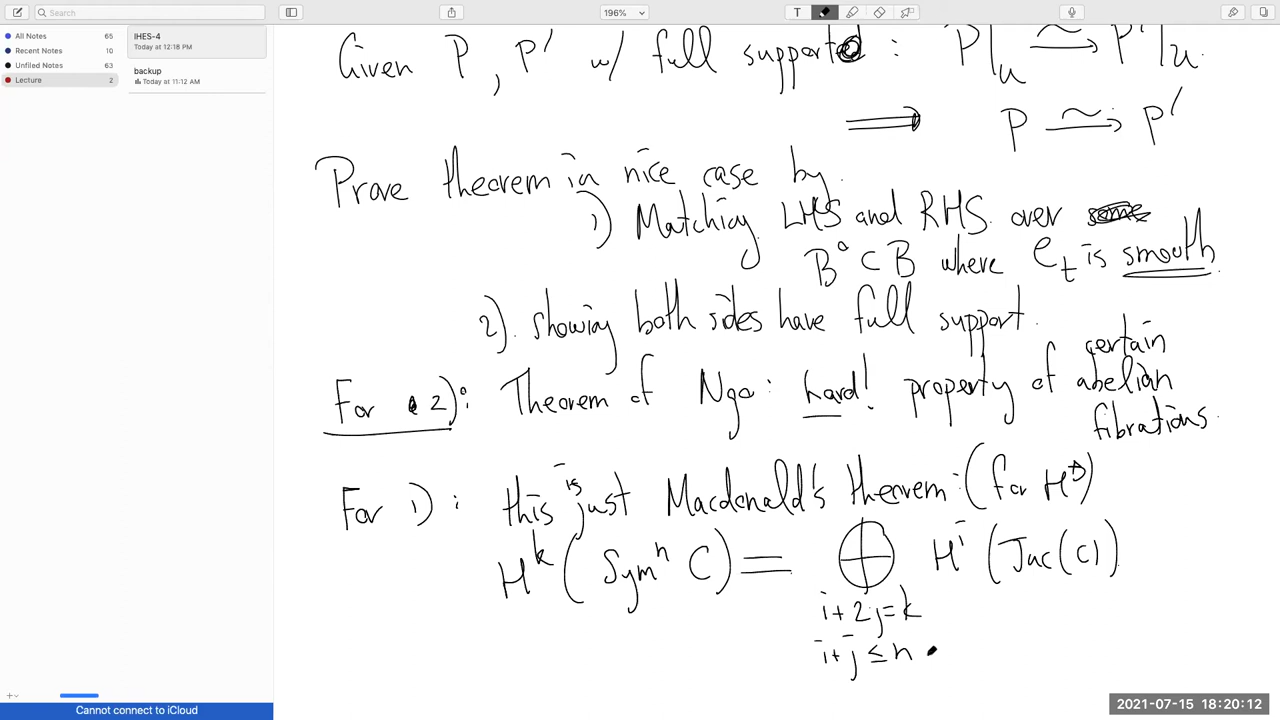 Search
196%
T
All Notes 65
Recent Notes 10
Unfiled Notes 63
Lecture 2
IHES-4
Today at 12:18 PM
backup
Today at 11:12 AM
Given P, P' w/ full support : P|u ∼→ P'|u.
⟹ P ∼→ P'
Prove theorem in nice case by
1) Matching LHS and RHS over
B° ⊂ B where C_t is smooth.
2). showing both sides have full support.
For 2): Theorem of Ngo: hard! property of certain abelian fibrations.
For 1): this is just Macdonald's theorem: (for H*)
H^k (Sym^n C) = ⊕ H^i (Jac(C))
i+2j=k
i+j ≤ n
Cannot connect to iCloud
2021-07-15 18:20:12